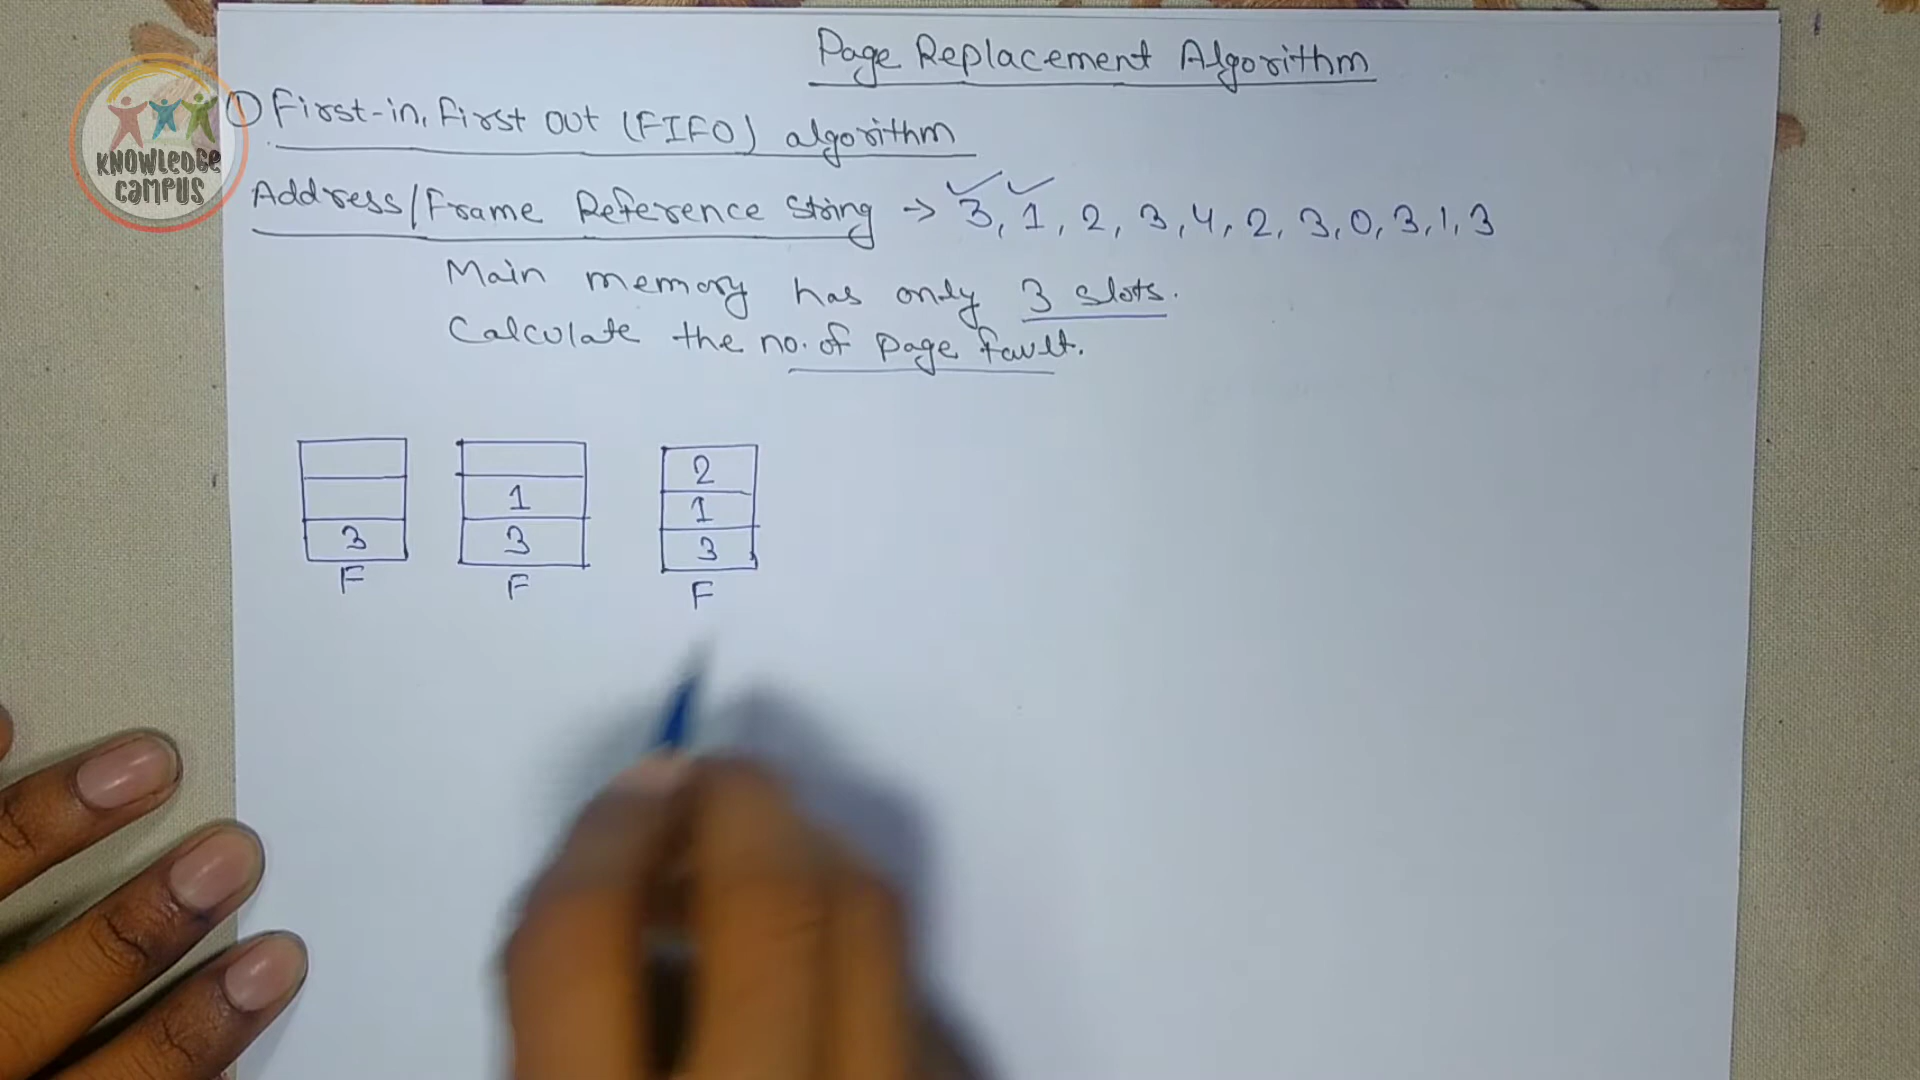 Page Replacement Algorithm
① First-in, First out (FIFO) algorithm
KNOWLEDGE
CAMPUS
Address/Frame Reference String → 3, 1, 2, 3, 4, 2, 3, 0, 3, 1, 3
Main memory has only 3 slots.
Calculate the no. of page fault.
2
1 1
3 3 3
F F F